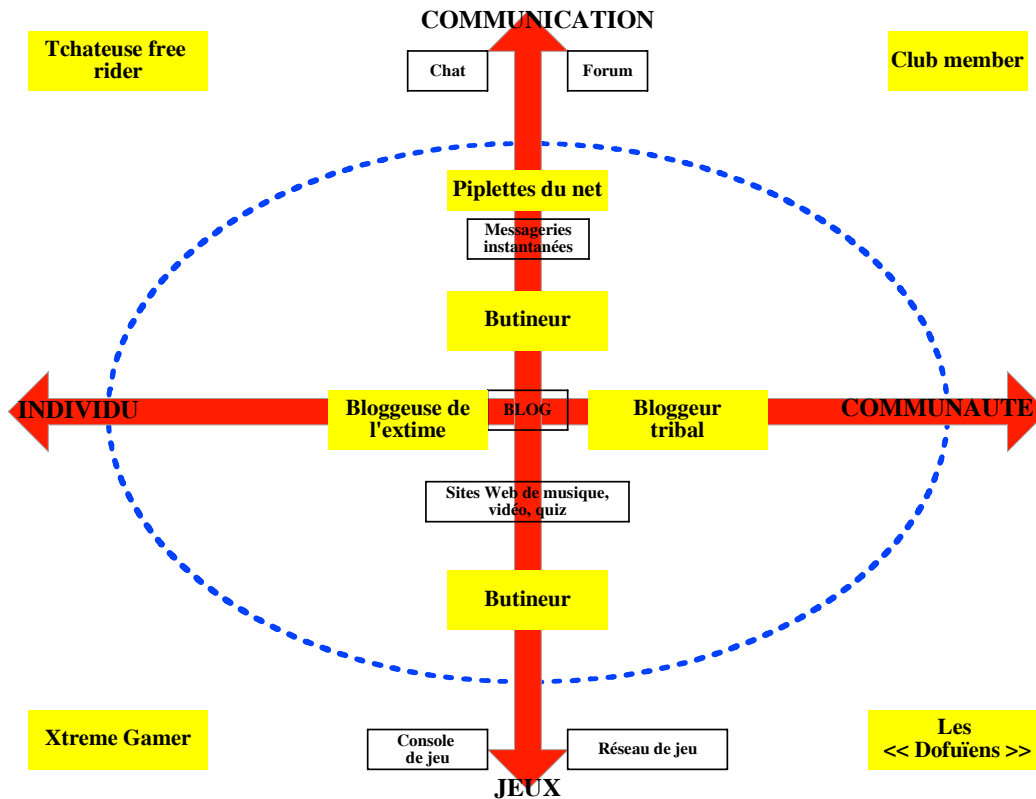 COMMUNICATION
Tchateuse free
rider
Chat
Forum
Club member
Piplettes du net
Messageries
instantanées
Butineur
INDIVIDU
Bloggeuse de
l'extime
BLOG
Bloggeur
tribal
COMMUNAUTE
Sites Web de musique,
vidéo, quiz
Butineur
Xtreme Gamer
Console
de jeu
Réseau de jeu
Les
<< Dofuïens >>
JEUX